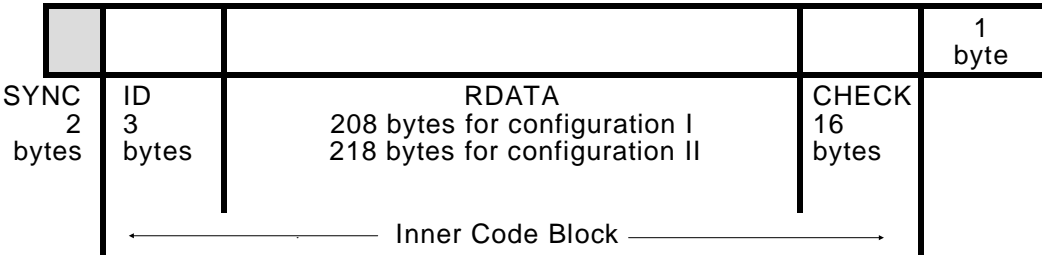 1
byte
SYNC ID RDATA CHECK
2 3 208 bytes for configuration I 16
bytes bytes 218 bytes for configuration II bytes
Inner Code Block